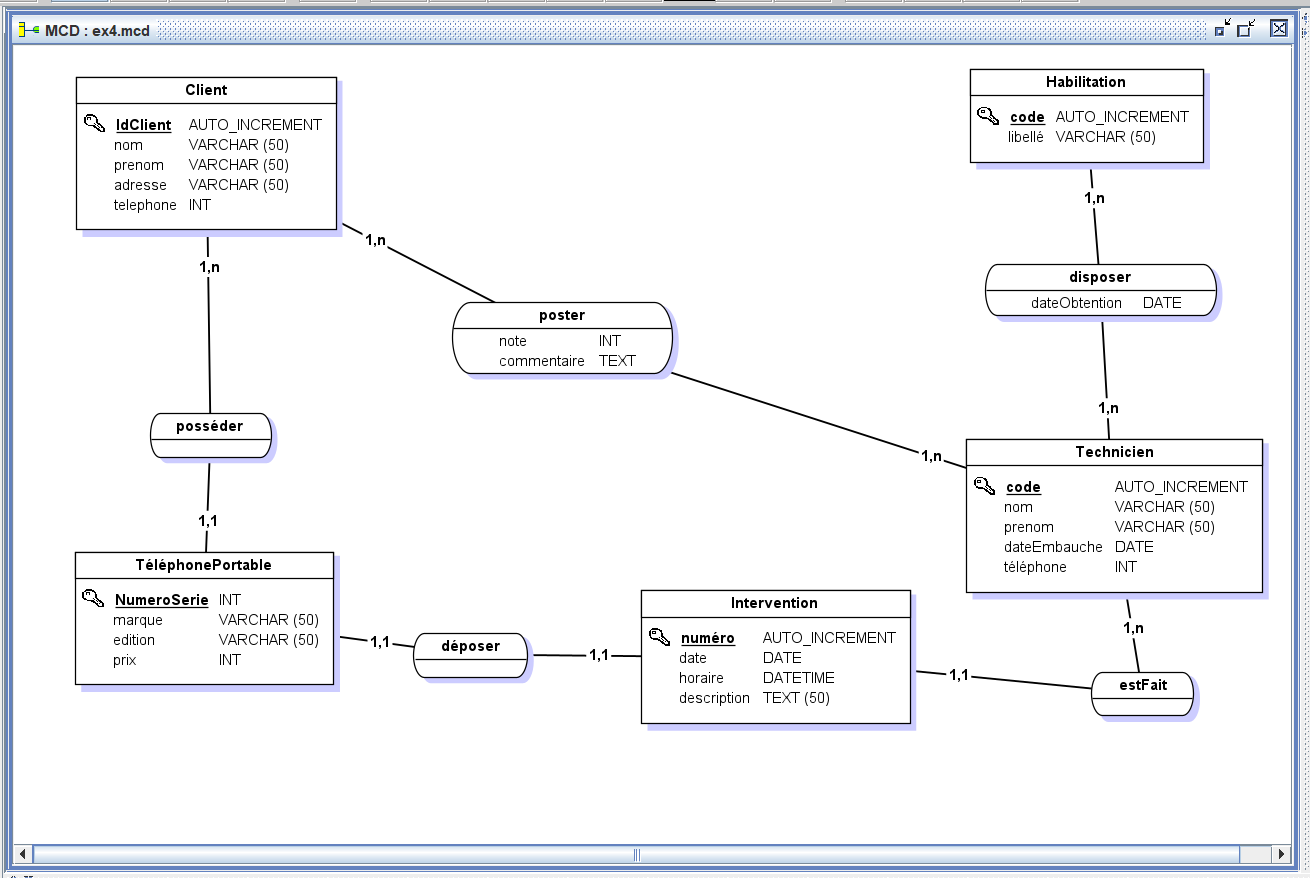 MCD : ex4.mcd
Client
IdClient AUTO_INCREMENT
nom VARCHAR (50)
prenom VARCHAR (50)
adresse VARCHAR (50)
telephone INT
Habilitation
code AUTO_INCREMENT
libellé VARCHAR (50)
1,n
1,n
1,n
disposer
dateObtention DATE
poster
note INT
commentaire TEXT
1,n
posséder
1,n
Technicien
code AUTO_INCREMENT
nom VARCHAR (50)
prenom VARCHAR (50)
dateEmbauche DATE
téléphone INT
1,1
TéléphonePortable
NumeroSerie INT
marque VARCHAR (50)
edition VARCHAR (50)
prix INT
1,1
déposer
1,1
Intervention
numéro AUTO_INCREMENT
date DATE
horaire DATETIME
description TEXT (50)
1,n
1,1
estFait